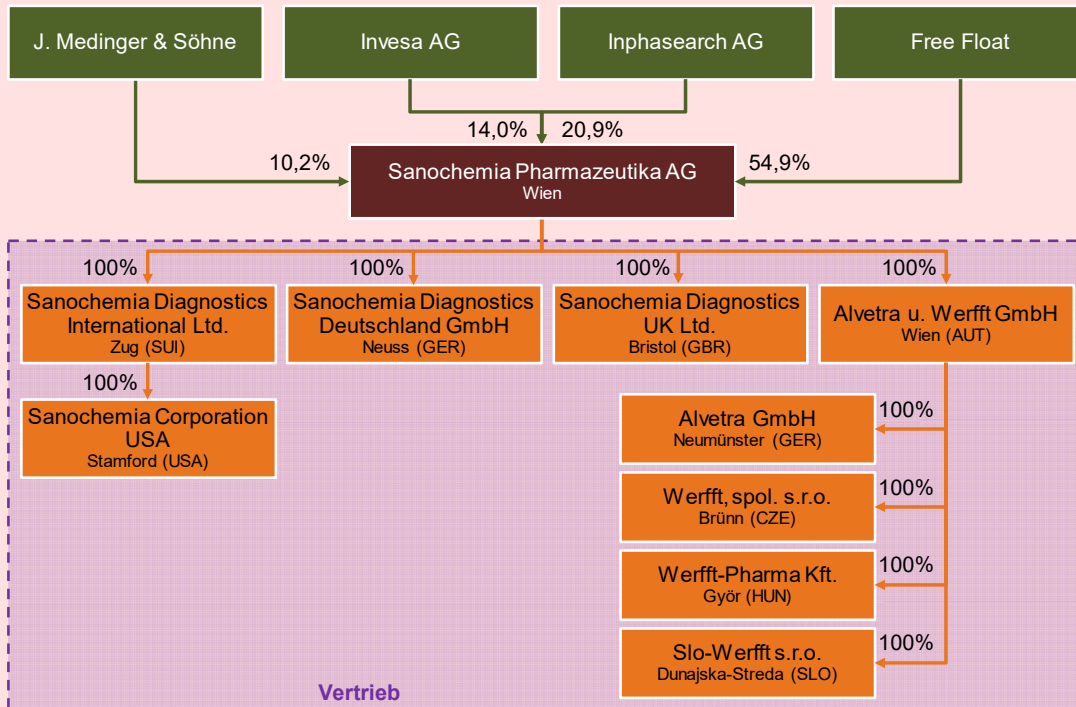 J. Medinger & Söhne
Invesa AG
Inphasearch AG
Free Float
14,0%
20,9%
10,2%
54,9%
Sanochemia Pharmazeutika AG
Wien
100%
100%
100%
100%
Sanochemia Diagnostics
International Ltd.
Zug (SUI)
Sanochemia Diagnostics
Deutschland GmbH
Neuss (GER)
Sanochemia Diagnostics
UK Ltd.
Bristol (GBR)
Alvetra u. Werfft GmbH
Wien (AUT)
100%
Sanochemia Corporation
USA
Stamford (USA)
Alvetra GmbH
Neumünster (GER)
100%
Werfft, spol. s.r.o.
Brünn (CZE)
100%
Werfft-Pharma Kft.
Györ (HUN)
100%
Slo-Werfft s.r.o.
Dunajska-Streda (SLO)
100%
Vertrieb